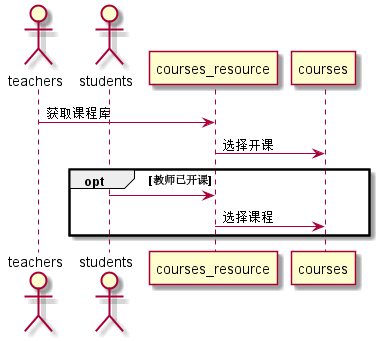 teachers
students
courses_resource
courses
获取课程库
选择开课
opt
[教师已开课]
选择课程
teachers
students
courses_resource
courses